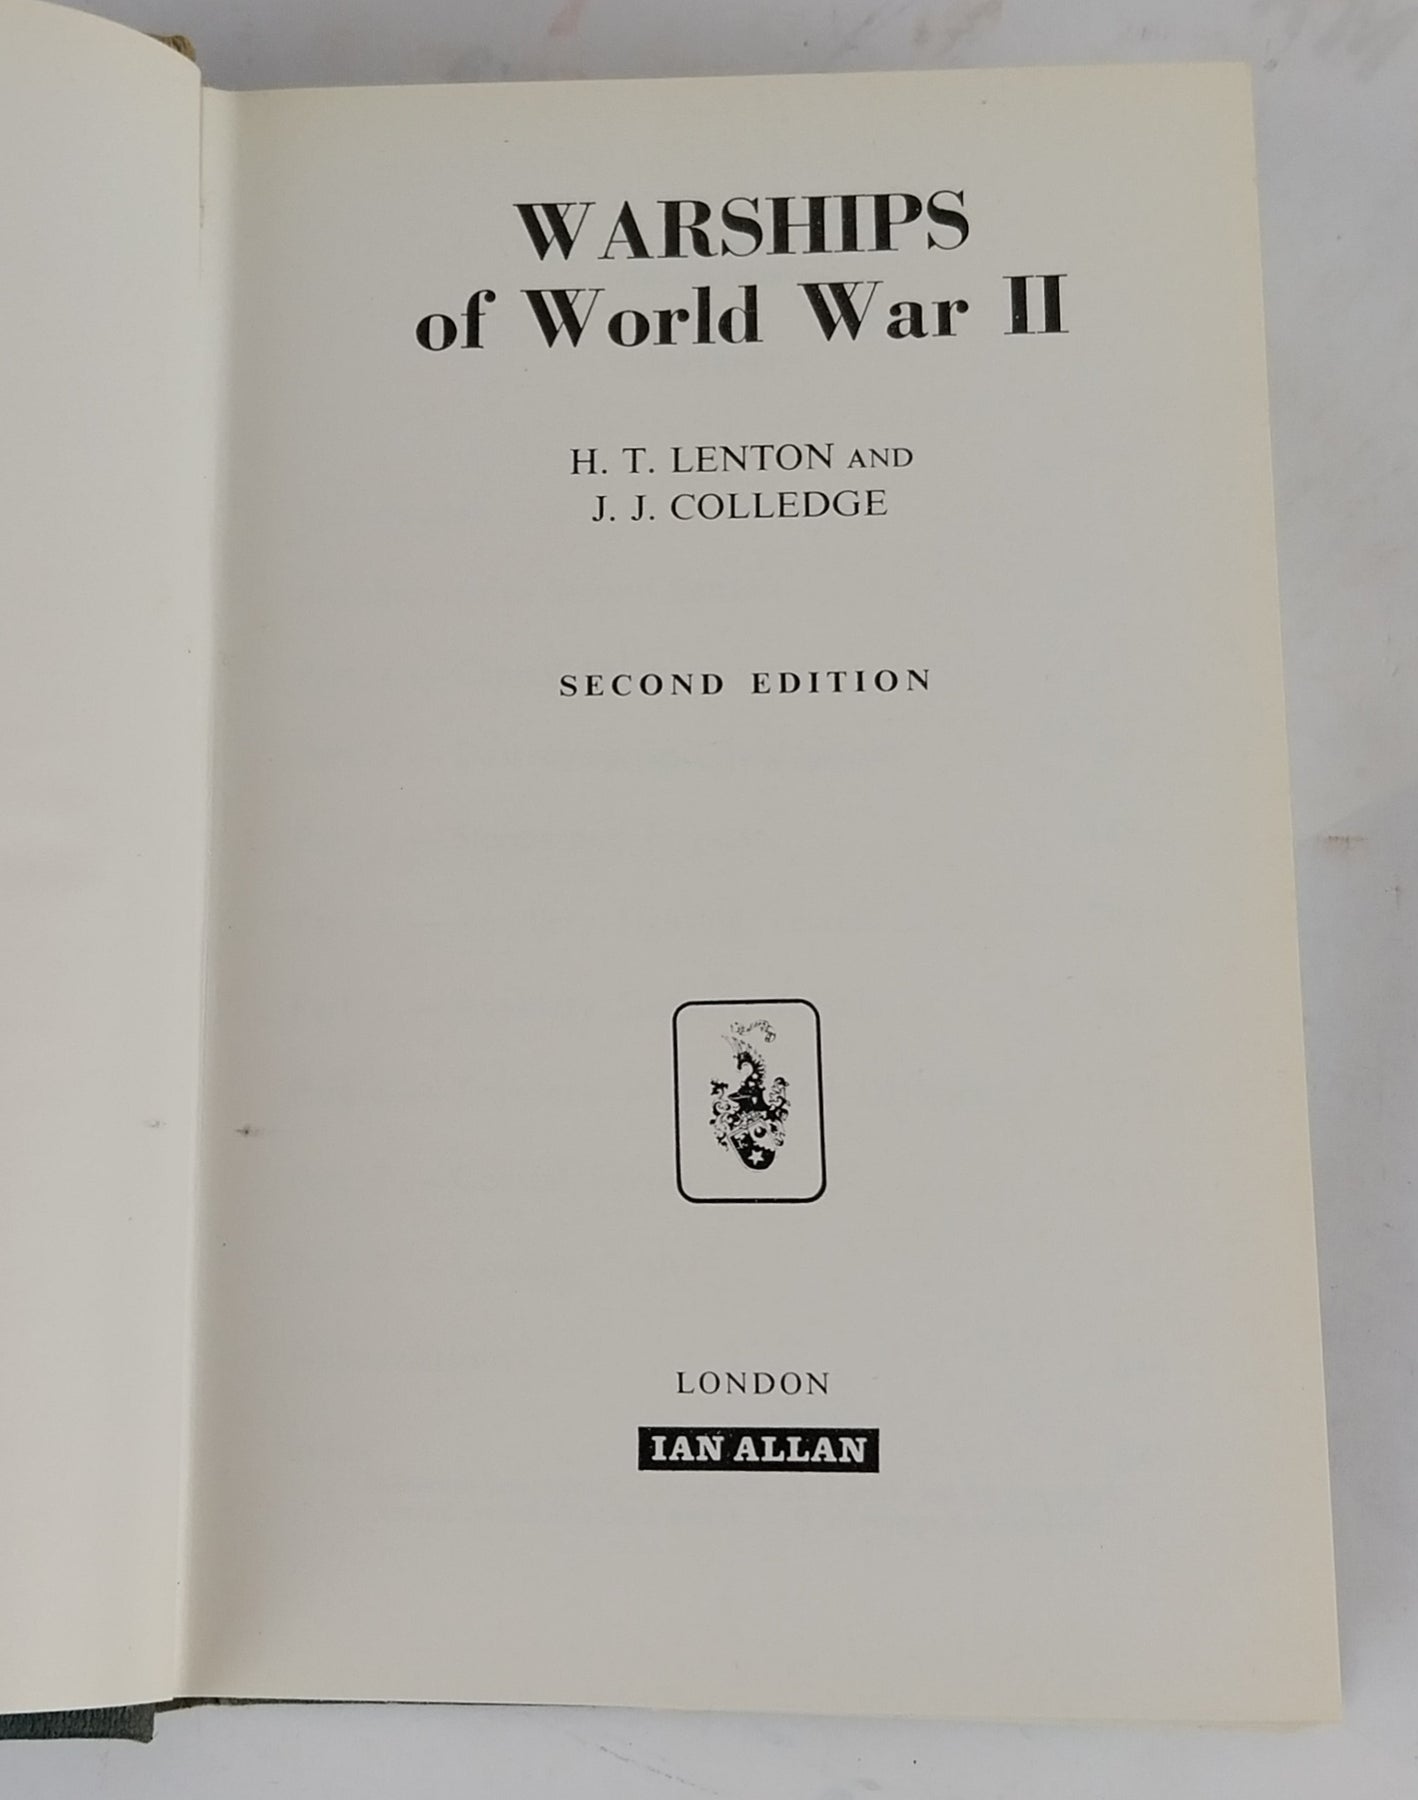 WARSHIPS
of World War II
H. T. LENTON AND
J. J. COLLEDGE
SECOND EDITION
LONDON
IAN ALLAN